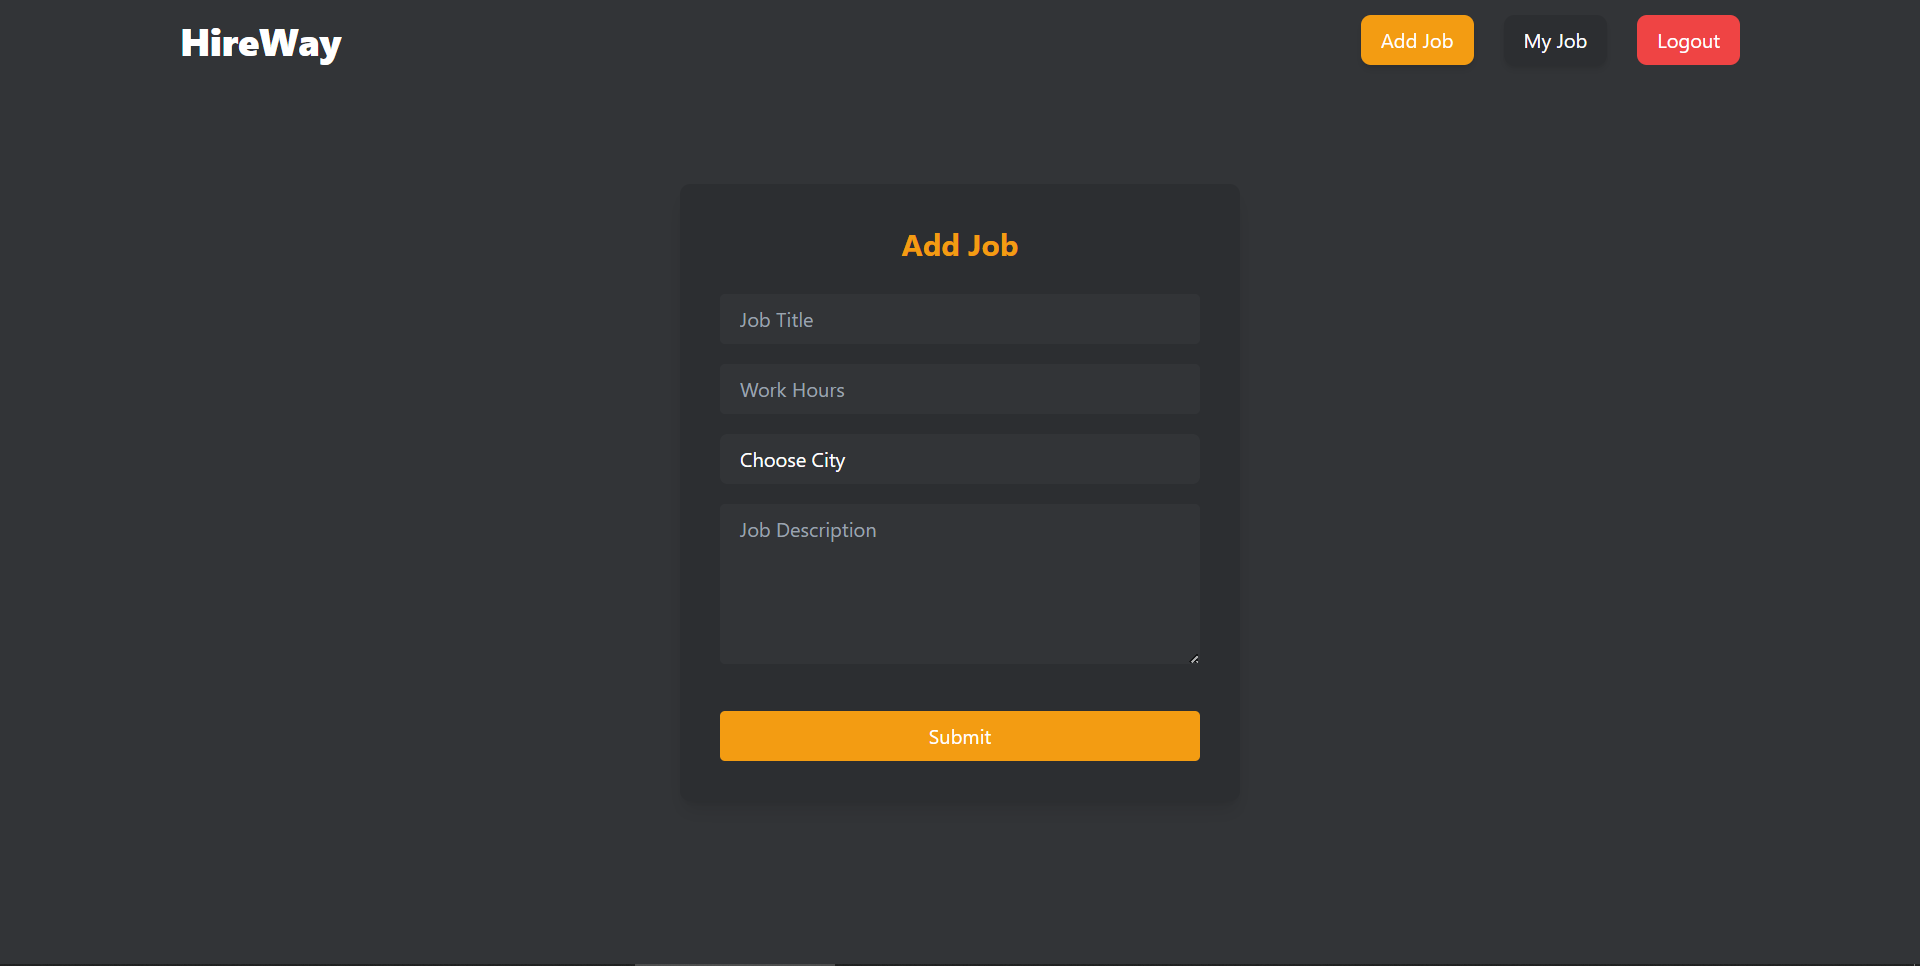 HireWay
Add Job
My Job
Logout
Add Job
Job Title
Work Hours
Choose City
Job Description
Submit